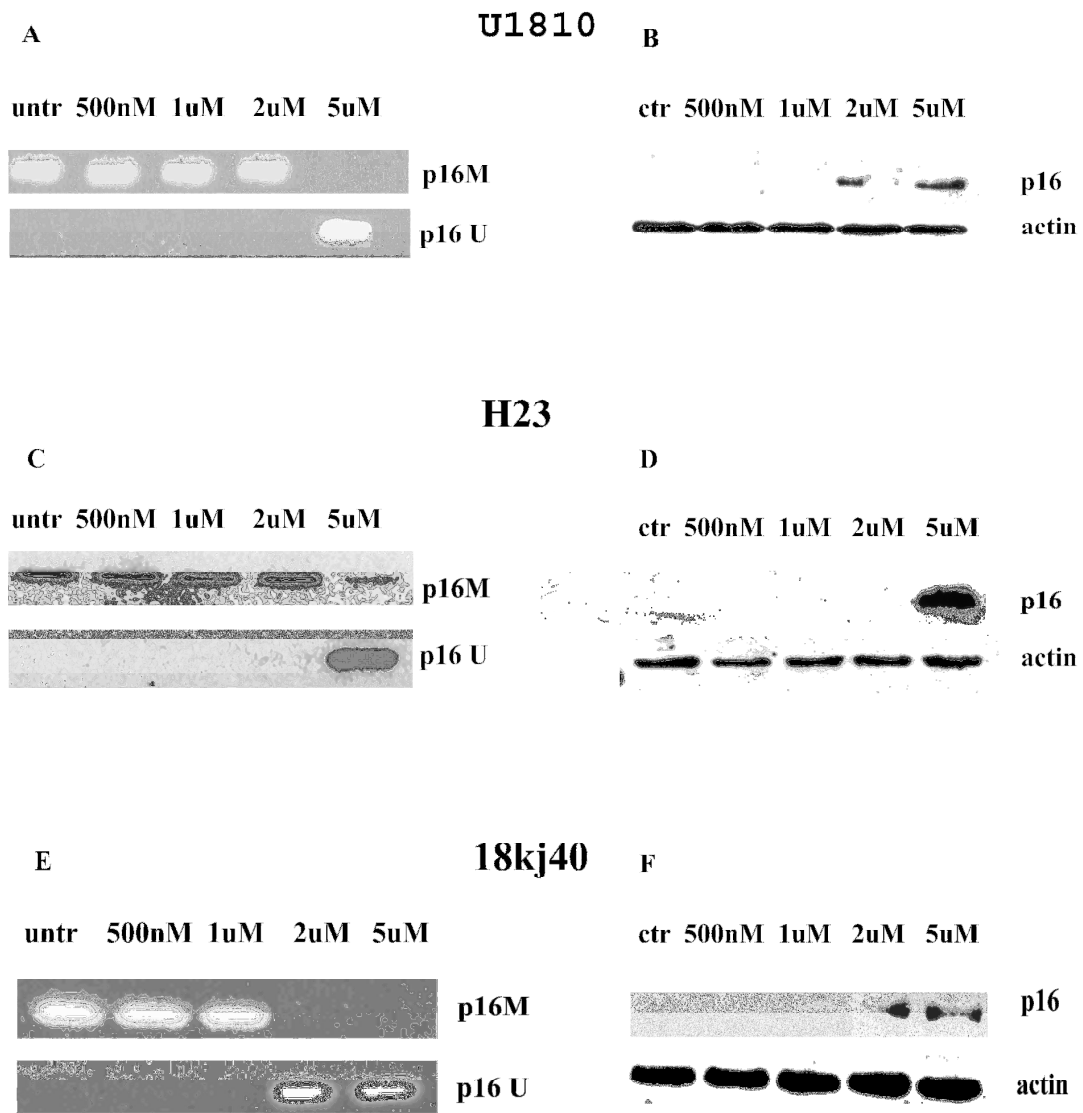 U1810
A
B
untr 500nM 1uM 2uM 5uM
p16M
p16 U
ctr 500nM 1uM 2uM 5uM
p16
actin
H23
C
D
untr 500nM 1uM 2uM 5uM
p16M
p16 U
ctr 500nM 1uM 2uM 5uM
p16
actin
18kj40
E
F
untr 500nM 1uM 2uM 5uM
p16M
p16 U
ctr 500nM 1uM 2uM 5uM
p16
actin